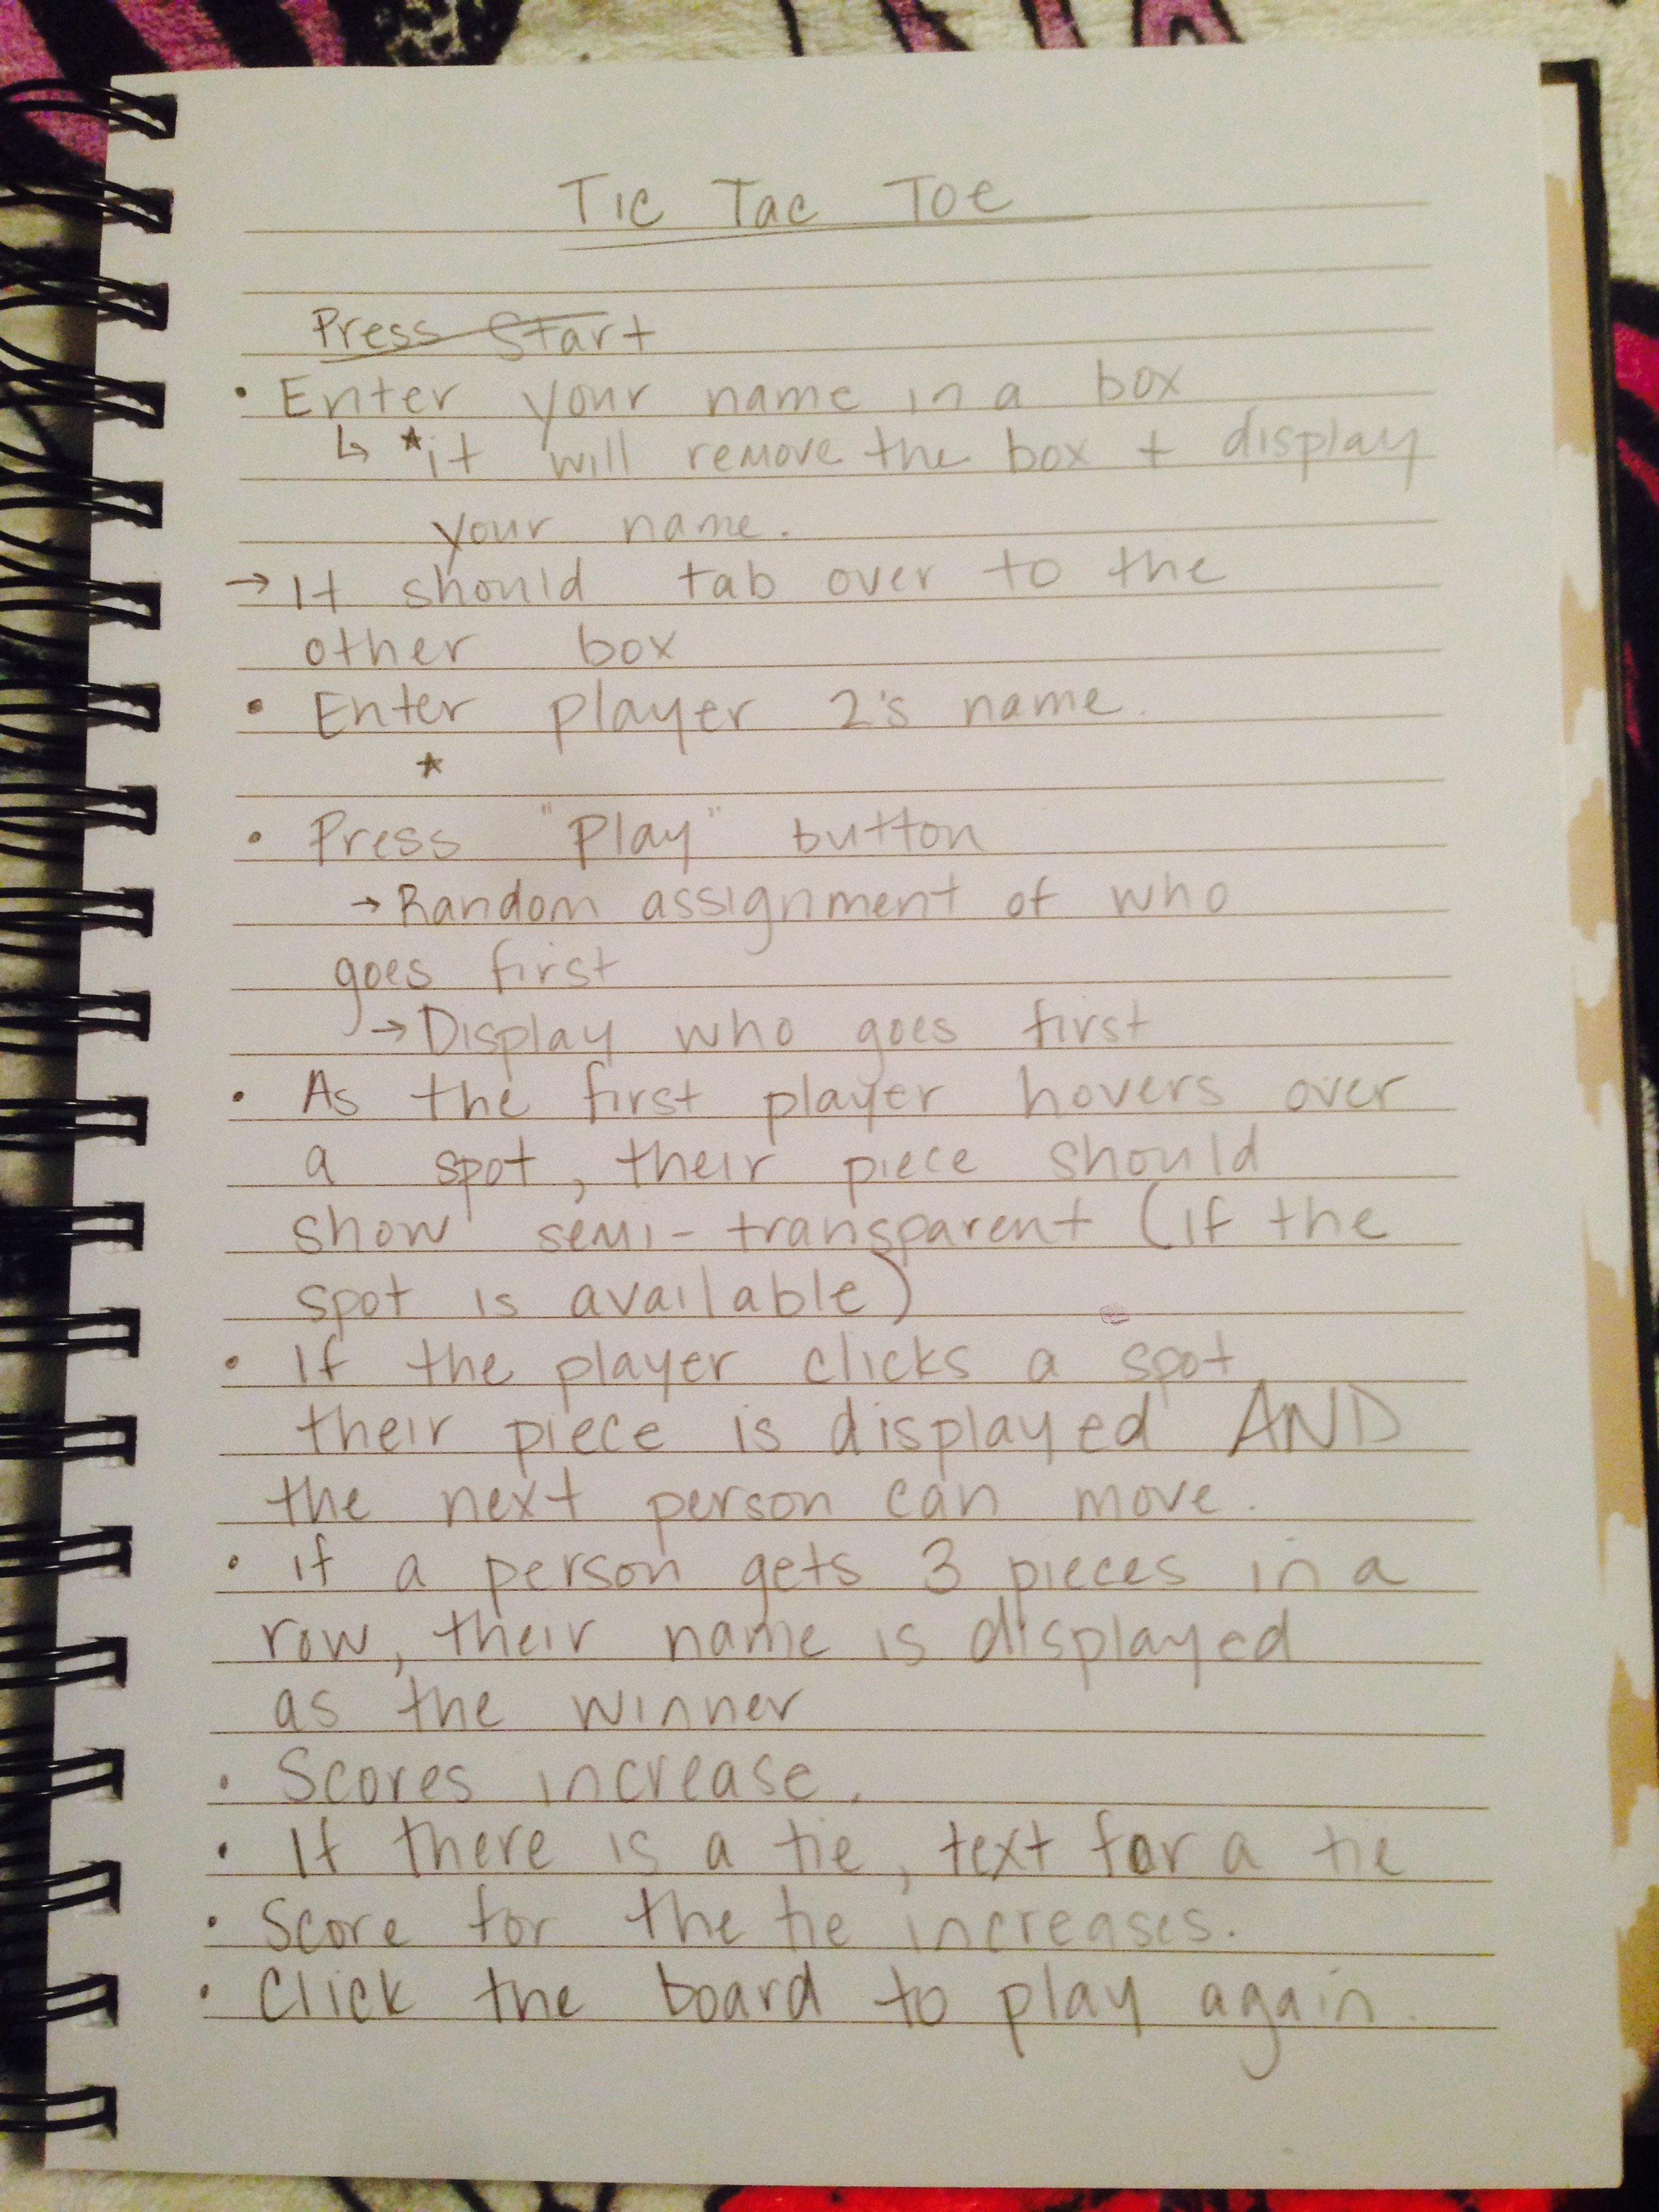 Tic Tac Toe
Press Start
• Enter your name in a box
↳ *it will remove the box + display
your name.
→ It should tab over to the
other box
• Enter player 2's name.
*
• Press "Play" button
→ Random assignment of who
goes first
→ Display who goes first
• As the first player hovers over
a spot, their piece should
show semi-transparent (if the
spot is available)
• If the player clicks a spot
their piece is displayed AND
the next person can move.
• if a person gets 3 pieces in a
row, their name is displayed
as the winner
• Scores increase.
• If there is a tie, text for a tie
• Score for the tie increases.
• Click the board to play again.